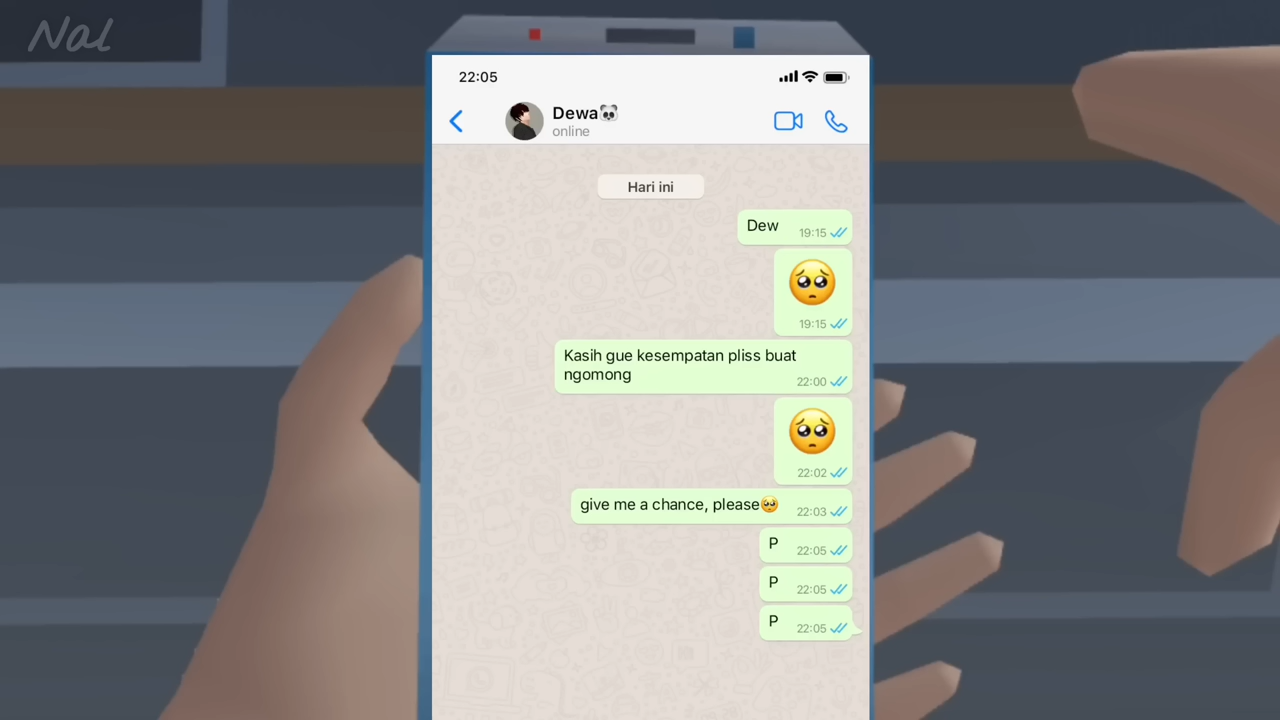 Nal
22:05
Dewa🐼
online
Hari ini
Dew 19:15
🥺
19:15
Kasih gue kesempatan pliss buat
ngomong 22:00
🥺
22:02
give me a chance, please🥺 22:03
P 22:05
P 22:05
P 22:05